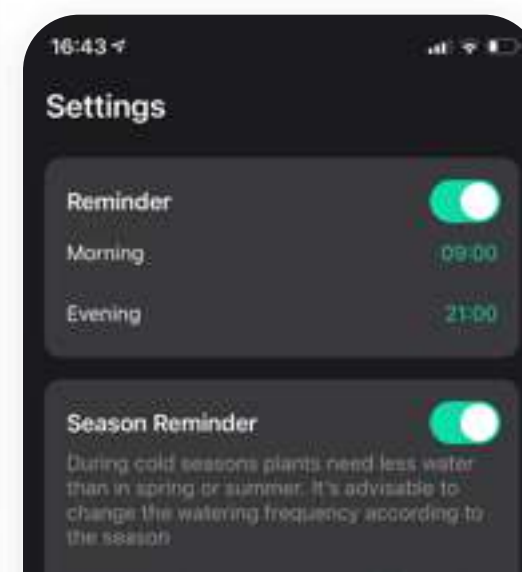 16:43
Settings
Reminder
Morning 09:00
Evening 21:00
Season Reminder
During cold seasons plants need less water
than in spring or summer. It's advisable to
change the watering frequency according to
the season